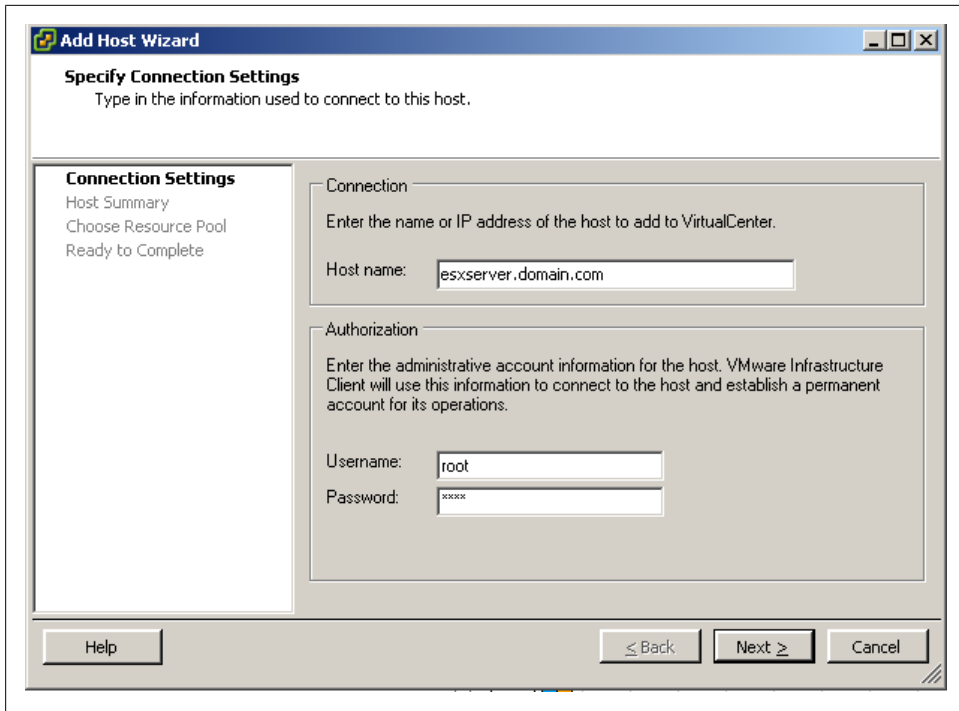 Add Host Wizard
Specify Connection Settings
Type in the information used to connect to this host.
Connection Settings
Host Summary
Choose Resource Pool
Ready to Complete
Connection
Enter the name or IP address of the host to add to VirtualCenter.
Host name:
esxserver.domain.com
Authorization
Enter the administrative account information for the host. VMware Infrastructure
Client will use this information to connect to the host and establish a permanent
account for its operations.
Username:
root
Password:
××××
Help
< Back
Next >
Cancel